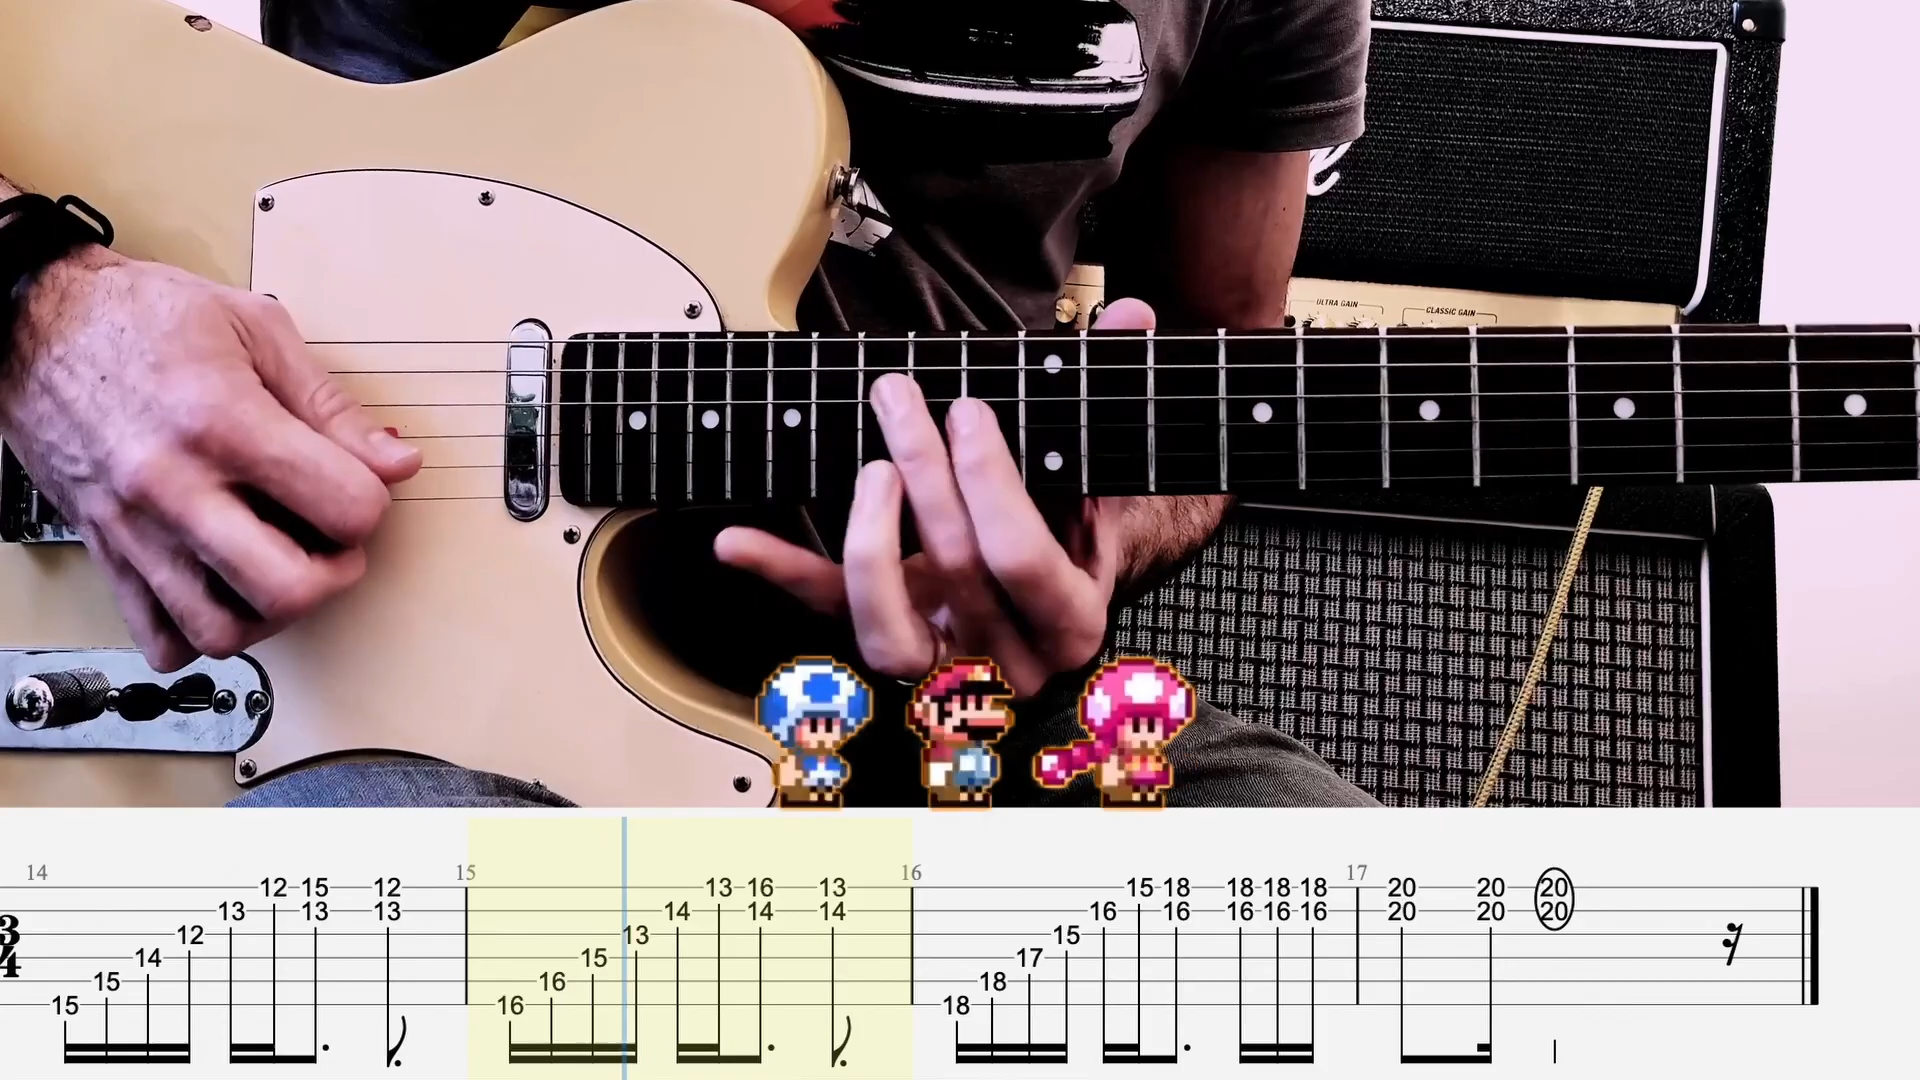 RE
ULTRA GAIN CLASSIC GAIN
14 15 16 17
12 15 12 13 16 13 15 18 18 18 18 20 20 20
13 13 13 14 14 14 16 16 16 16 16 20 20 20
3 12 13 15
4 14 15 17
15 16 18
15 16 18